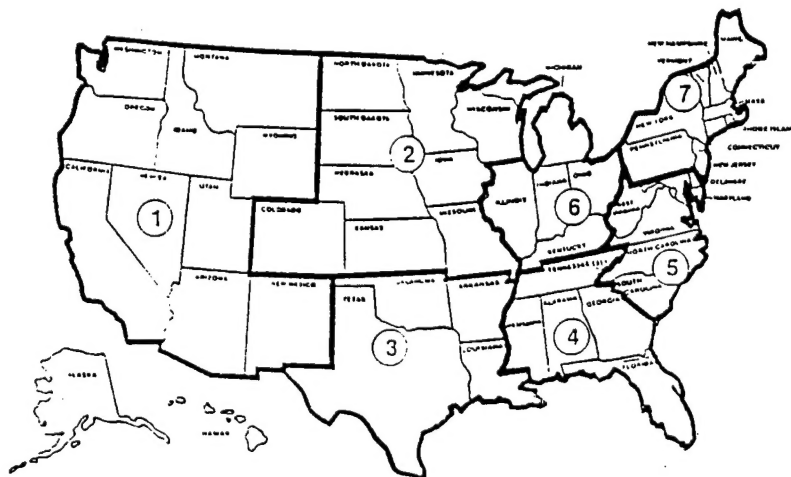 WASHINGTON
MONTANA
NORTH DAKOTA
MINNESOTA
MICHIGAN
NEW HAMPSHIRE
VERMONT
MAINE
OREGON
IDAHO
WYOMING
SOUTH DAKOTA
WISCONSIN
7
MASS
NEW YORK
RHODE ISLAND
CONNECTICUT
2
PENNSYLVANIA
CALIFORNIA
NEVADA
UTAH
NEBRASKA
IOWA
INDIANA
OHIO
NEW JERSEY
DELAWARE
MARYLAND
1
COLORADO
KANSAS
MISSOURI
ILLINOIS
6
WEST
VIRGINIA
VIRGINIA
KENTUCKY
NORTH CAROLINA
5
ARIZONA
NEW MEXICO
TEXAS
OKLAHOMA
ARKANSAS
SOUTH
CAROLINA
ALABAMA
GEORGIA
3
LOUISIANA
4
FLORIDA
ALASKA
HAWAII